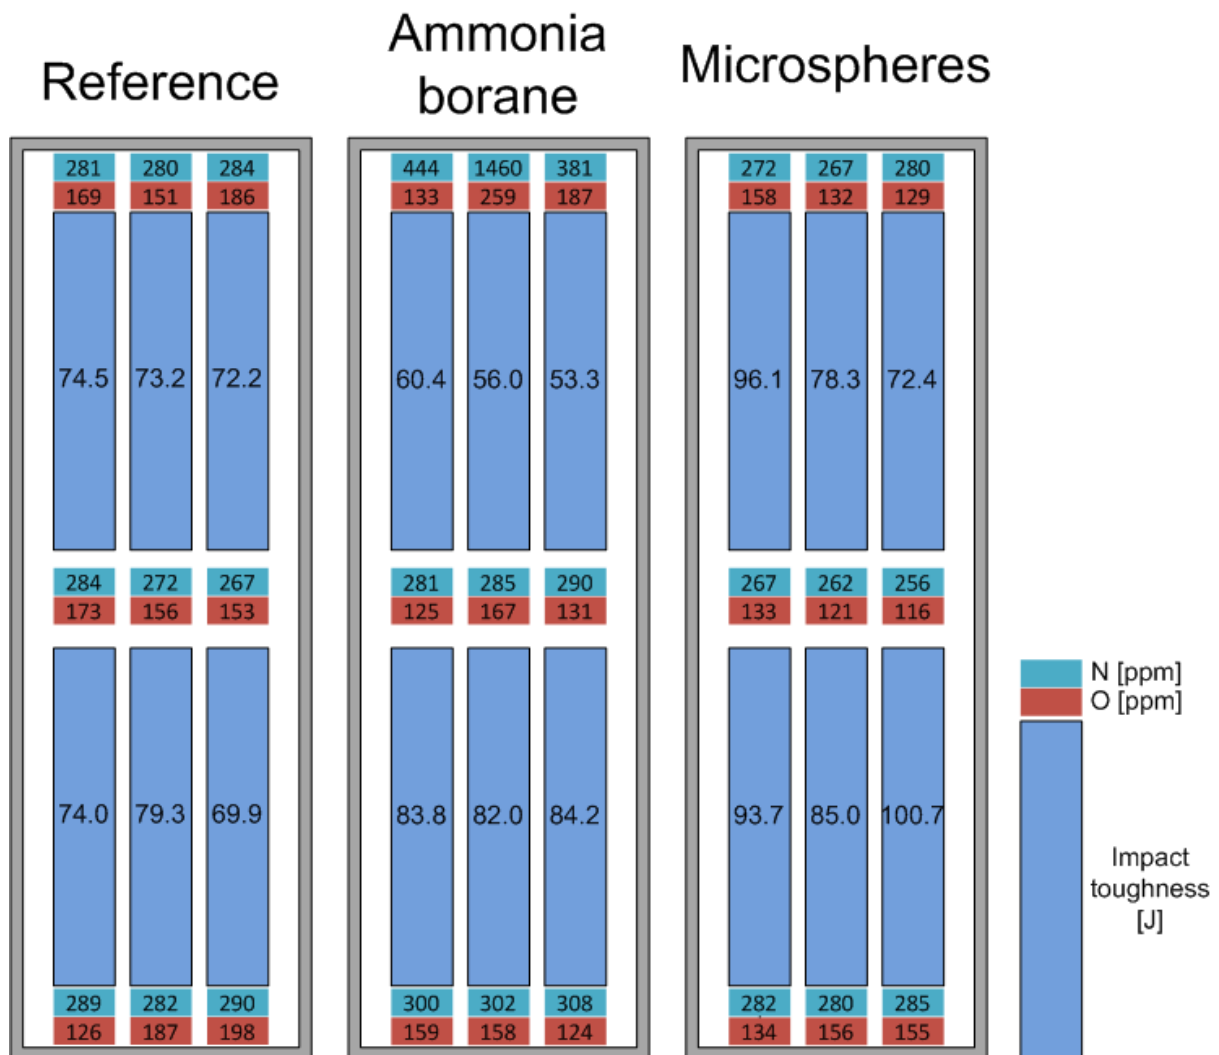 Reference
Ammonia
borane
Microspheres
281 280 284
169 151 186
444 1460 381
133 259 187
272 267 280
158 132 129
74.5 73.2 72.2
60.4 56.0 53.3
96.1 78.3 72.4
284 272 267
173 156 153
281 285 290
125 167 131
267 262 256
133 121 116
74.0 79.3 69.9
83.8 82.0 84.2
93.7 85.0 100.7
289 282 290
126 187 198
300 302 308
159 158 124
282 280 285
134 156 155
N [ppm]
O [ppm]
Impact
toughness
[J]